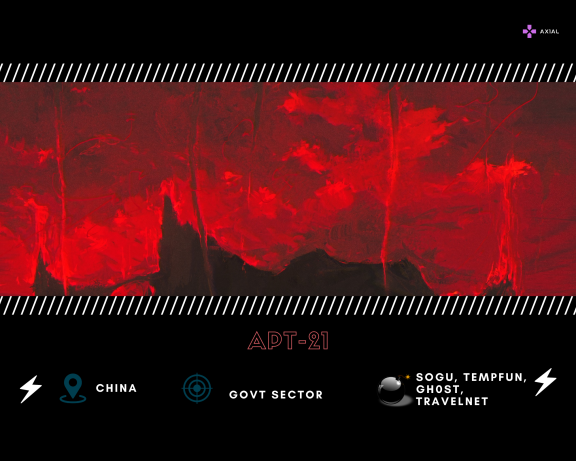 AXIAL
APT-21
CHINA
GOVT SECTOR
SOGU, TEMPFUN,
GH0ST,
TRAVELNET